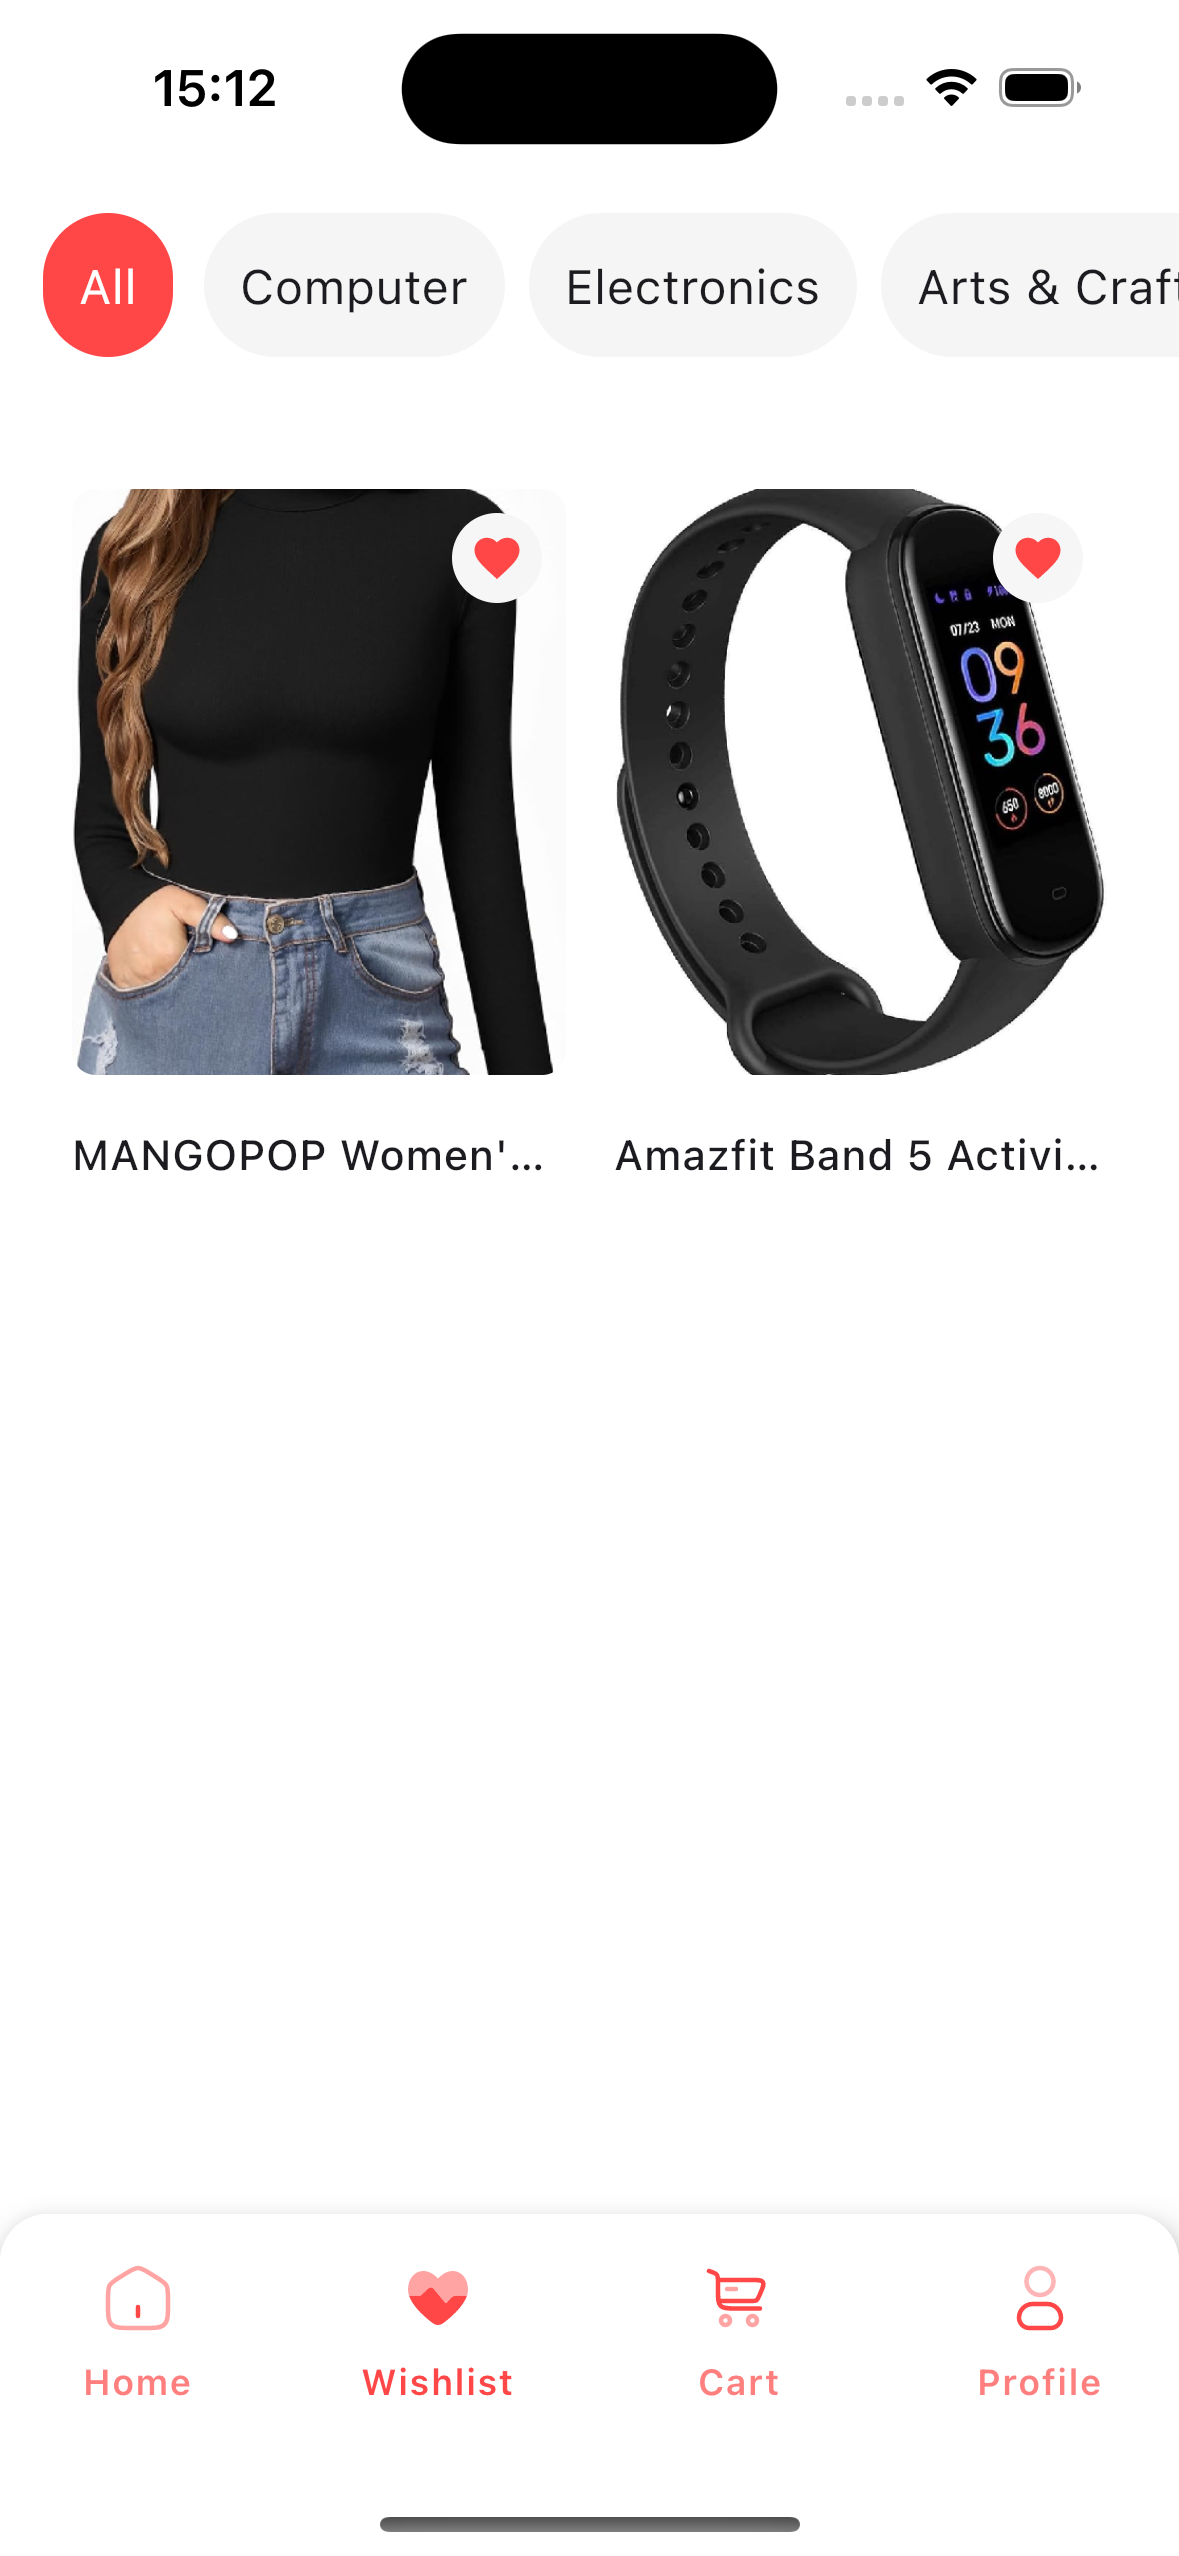 15:12
All
Computer
Electronics
Arts & Craft
07/23 MON
09
36
650
8000
MANGOPOP Women'...
Amazfit Band 5 Activi...
Home
Wishlist
Cart
Profile